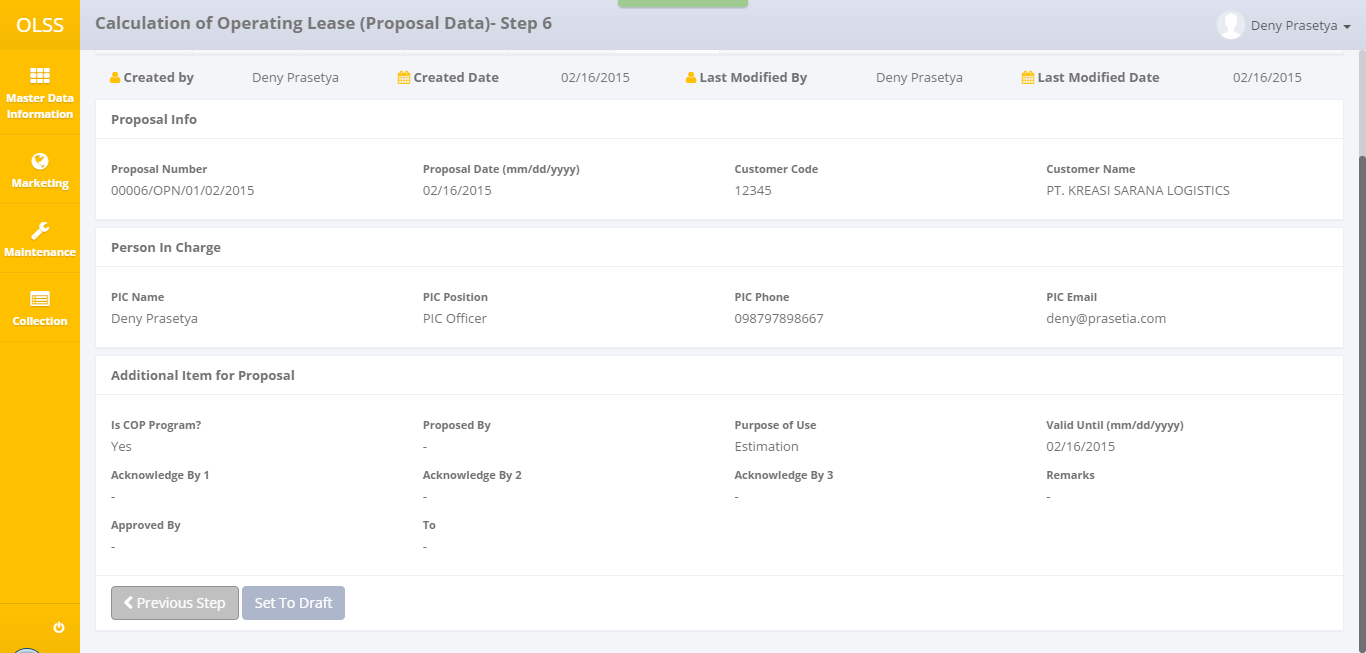 OLSS
Calculation of Operating Lease (Proposal Data)- Step 6
Deny Prasetya
Master Data
Information
Marketing
Maintenance
Collection
Created by Deny Prasetya Created Date 02/16/2015 Last Modified By Deny Prasetya Last Modified Date 02/16/2015
Proposal Info
Proposal Number Proposal Date (mm/dd/yyyy) Customer Code Customer Name
00006/OPN/01/02/2015 02/16/2015 12345 PT. KREASI SARANA LOGISTICS
Person In Charge
PIC Name PIC Position PIC Phone PIC Email
Deny Prasetya PIC Officer 098797898667 deny@prasetia.com
Additional Item for Proposal
Is COP Program? Proposed By Purpose of Use Valid Until (mm/dd/yyyy)
Yes - Estimation 02/16/2015
Acknowledge By 1 Acknowledge By 2 Acknowledge By 3 Remarks
- - - -
Approved By To
- -
Previous Step Set To Draft